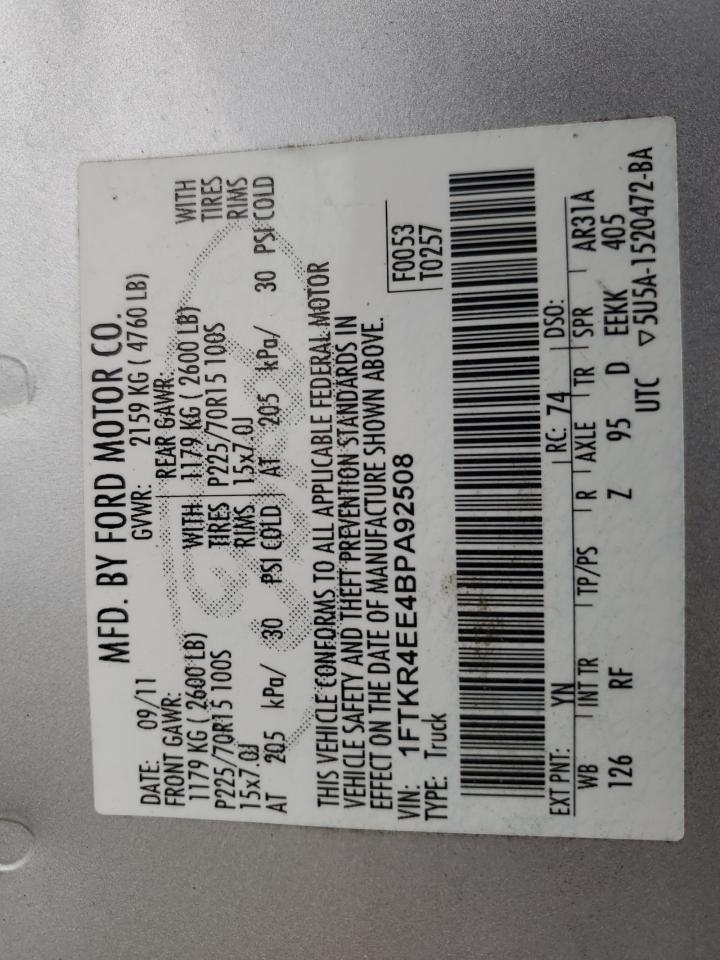 MFD. BY FORD MOTOR CO.
DATE: 09/11 GVWR: 2159 KG ( 4760 LB)
FRONT GAWR: REAR GAWR:
1179 KG ( 2600 LB) WITH 1179 KG ( 2600 LB) WITH
P225/70R15 100S TIRES P225/70R15 100S TIRES
15x7.0J RIMS 15x7.0J RIMS
AT 205 kPa/ 30 PSI COLD AT 205 kPa/ 30 PSI COLD
THIS VEHICLE CONFORMS TO ALL APPLICABLE FEDERAL MOTOR
VEHICLE SAFETY AND THEFT PREVENTION STANDARDS IN
EFFECT ON THE DATE OF MANUFACTURE SHOWN ABOVE.
VIN: 1FTKR4EE4BPA92508
TYPE: Truck
F0053
T0257
EXT PNT: YN RC: 74 DSO:
WB INT TR TP/PS R AXLE TR SPR AR31A
126 RF Z 95 D EEKK 405
UTC ▽5U5A-1520472-BA